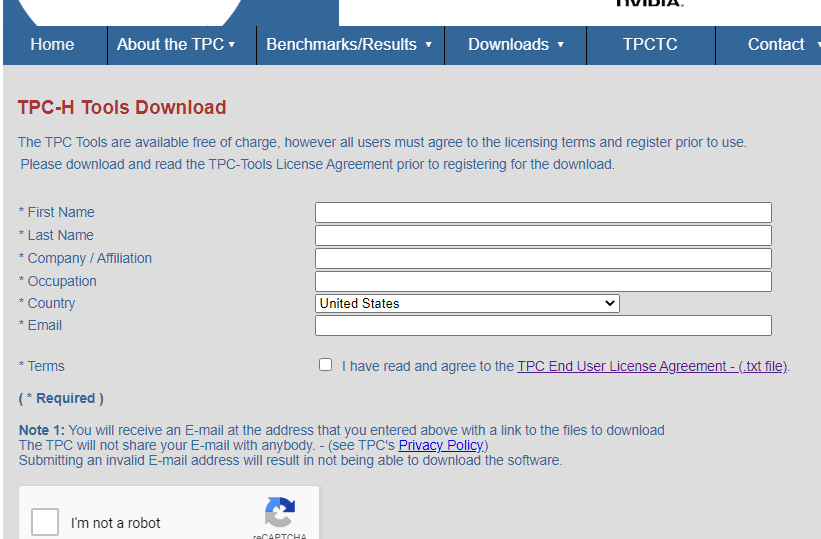 NVIDIA.
Home About the TPC ▾ Benchmarks/Results ▾ Downloads ▾ TPCTC Contact
TPC-H Tools Download
The TPC Tools are available free of charge, however all users must agree to the licensing terms and register prior to use.
Please download and read the TPC-Tools License Agreement prior to registering for the download.
* First Name
* Last Name
* Company / Affiliation
* Occupation
* Country United States
* Email
* Terms I have read and agree to the TPC End User License Agreement - (.txt file).
( * Required )
Note 1: You will receive an E-mail at the address that you entered above with a link to the files to download
The TPC will not share your E-mail with anybody. - (see TPC's Privacy Policy)
Submitting an invalid E-mail address will result in not being able to download the software.
I'm not a robot
reCAPTCHA